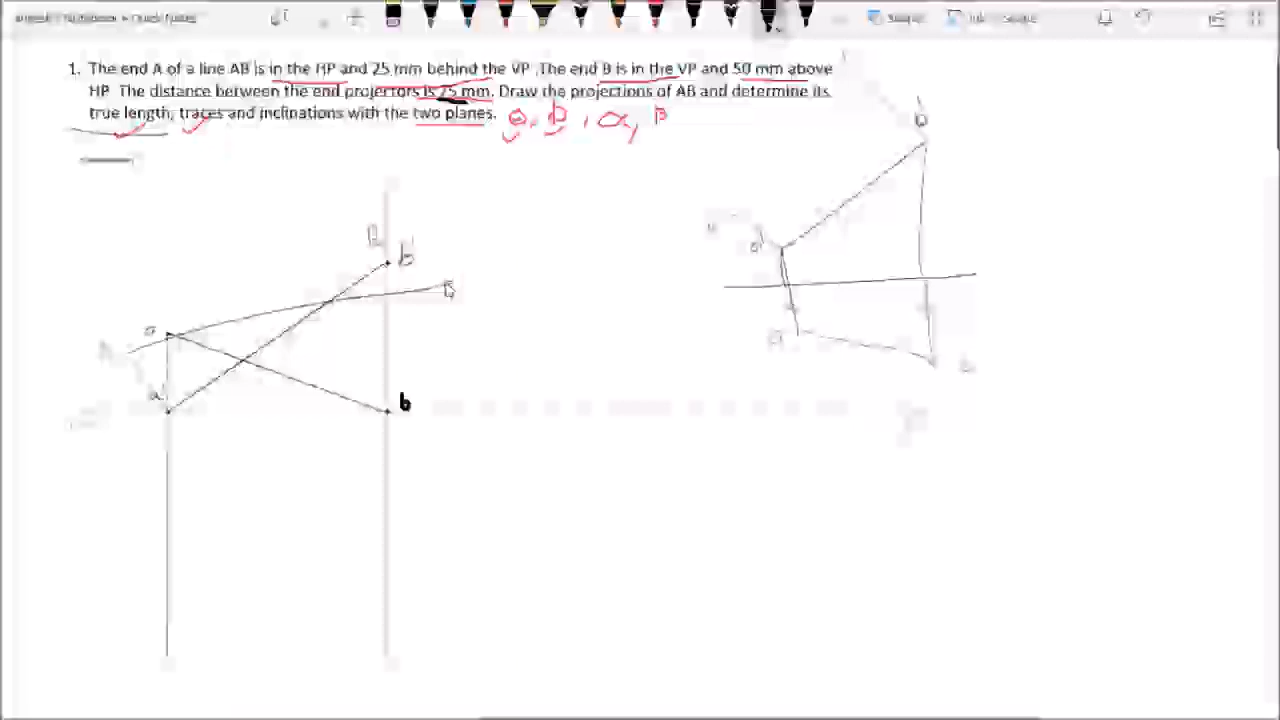 1. The end A of a line AB is in the HP and 25 mm behind the VP. The end B is in the VP and 50 mm above
HP. The distance between the end projectors is 75 mm. Draw the projections of AB and determine its
true length, traces and inclinations with the two planes. θ, β, α, β
b'
a'
b'
B
a
a'
b
a